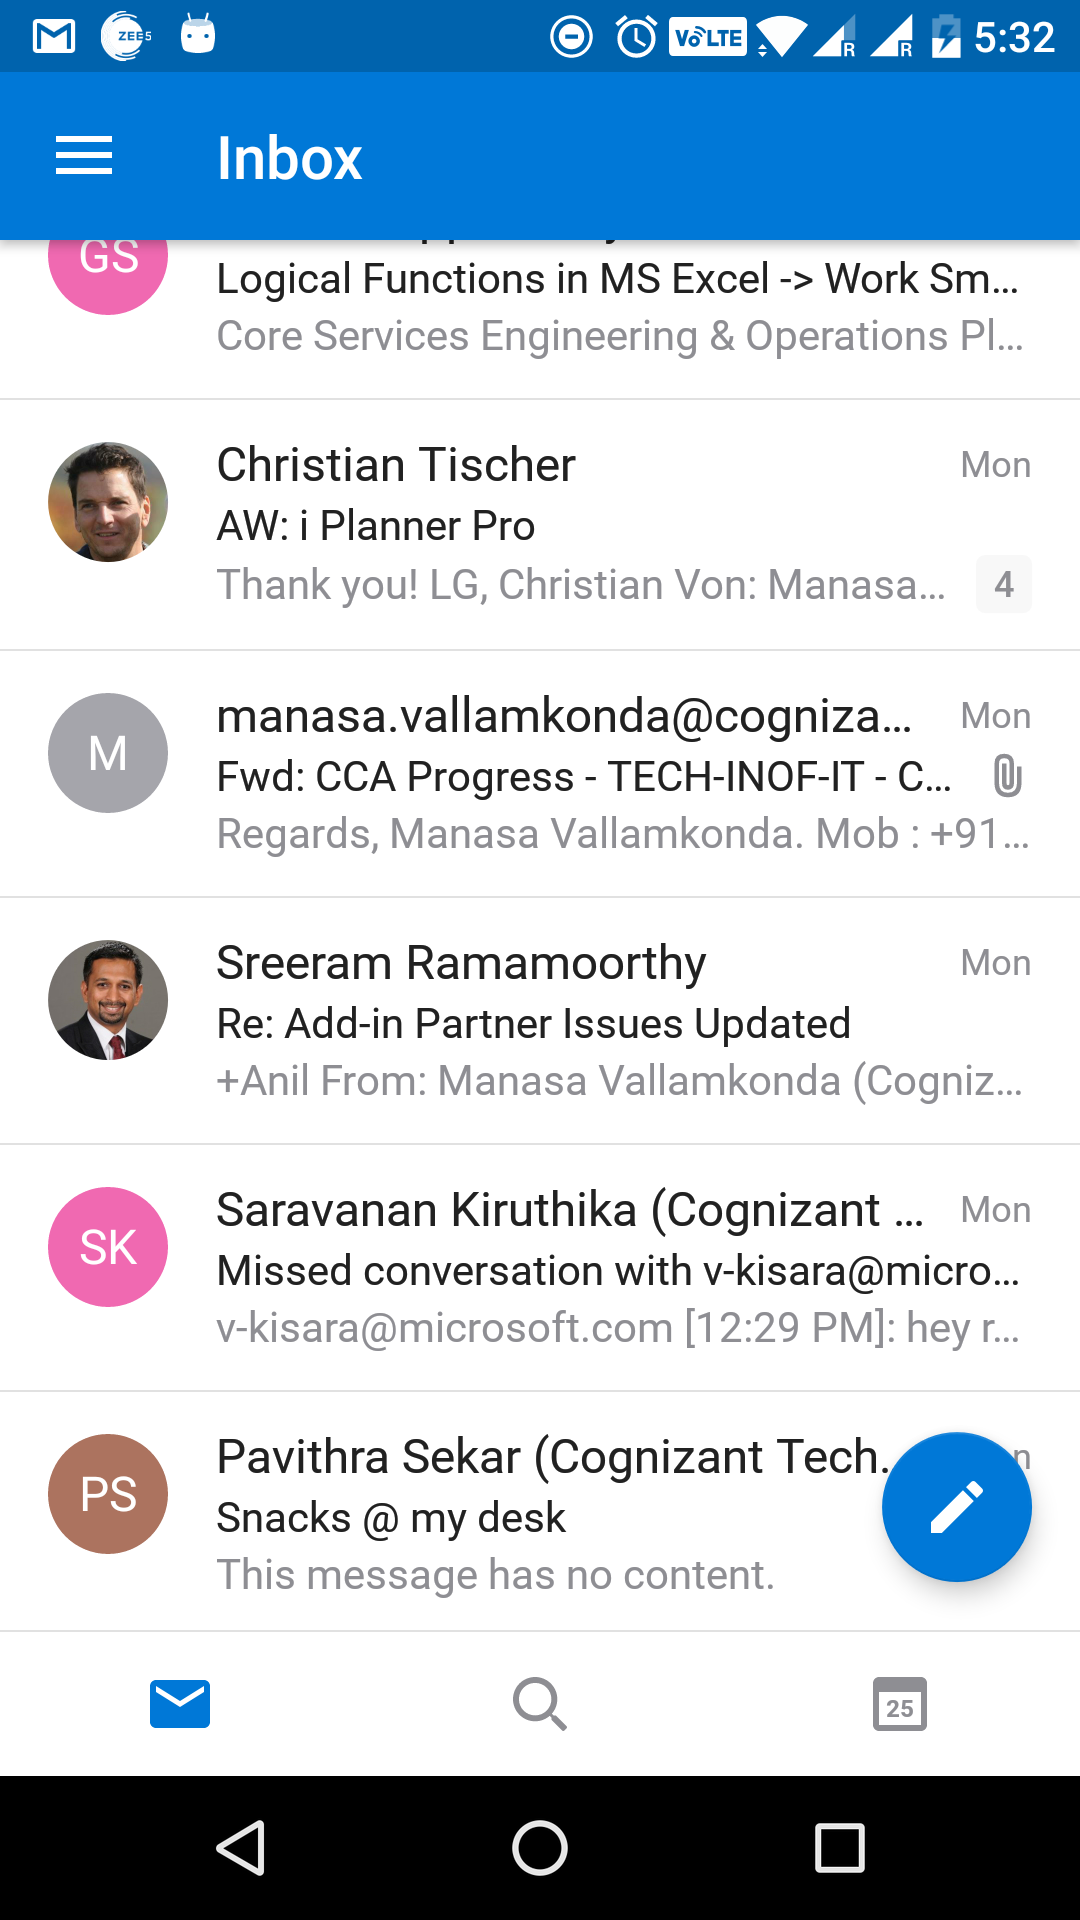 ZEE5
VoLTE
R
R
5:32
Inbox
GS
Logical Functions in MS Excel -> Work Sm...
Core Services Engineering & Operations Pl...
Christian Tischer
Mon
AW: i Planner Pro
Thank you! LG, Christian Von: Manasa...
4
M
manasa.vallamkonda@cogniza...
Mon
Fwd: CCA Progress - TECH-INOF-IT - C...
Regards, Manasa Vallamkonda. Mob : +91...
Sreeram Ramamoorthy
Mon
Re: Add-in Partner Issues Updated
+Anil From: Manasa Vallamkonda (Cogniz...
SK
Saravanan Kiruthika (Cognizant ...
Mon
Missed conversation with v-kisara@micro...
v-kisara@microsoft.com [12:29 PM]: hey r...
PS
Pavithra Sekar (Cognizant Tech.
Snacks @ my desk
This message has no content.
25